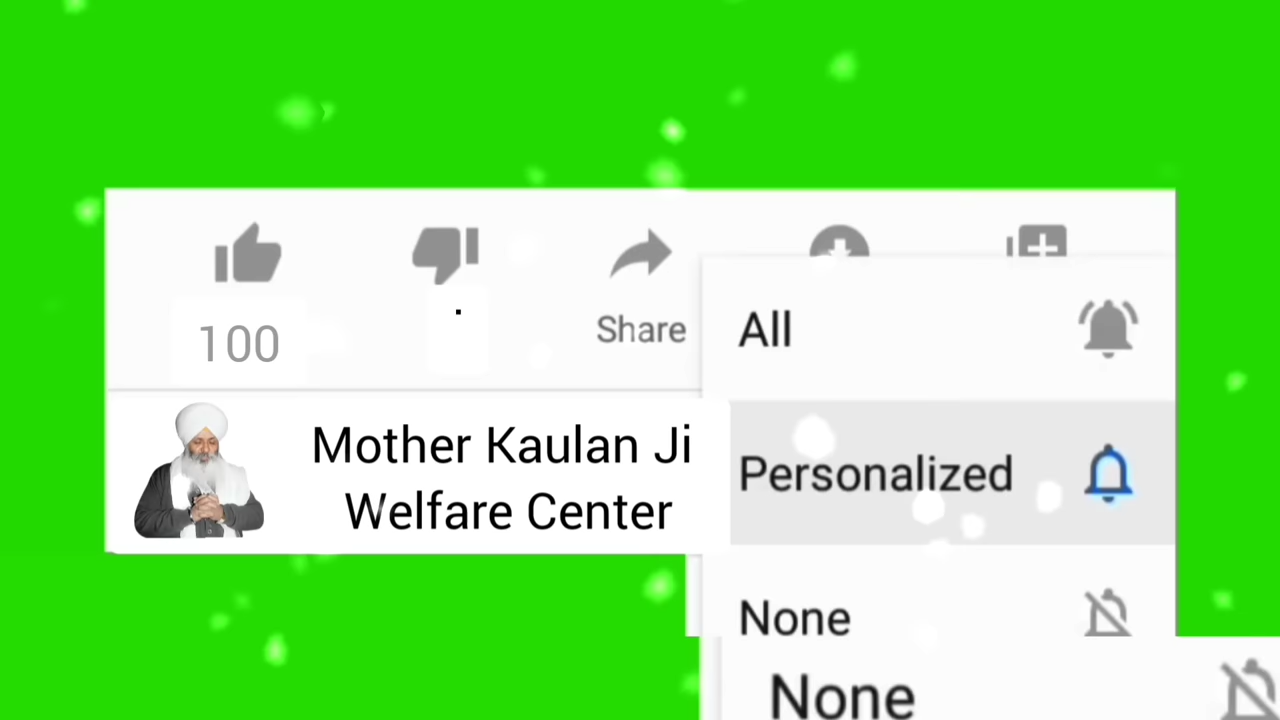 100
Share
All
Mother Kaulan Ji
Welfare Center
Personalized
None
None